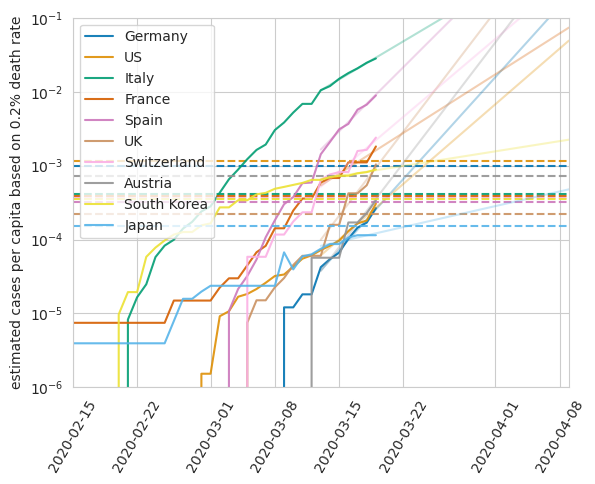 estimated cases per capita based on 0.2% death rate
10−1
10−2
10−3
10−4
10−5
10−6
Germany
US
Italy
France
Spain
UK
Switzerland
Austria
South Korea
Japan
2020-02-15
2020-02-22
2020-03-01
2020-03-08
2020-03-15
2020-03-22
2020-04-01
2020-04-08